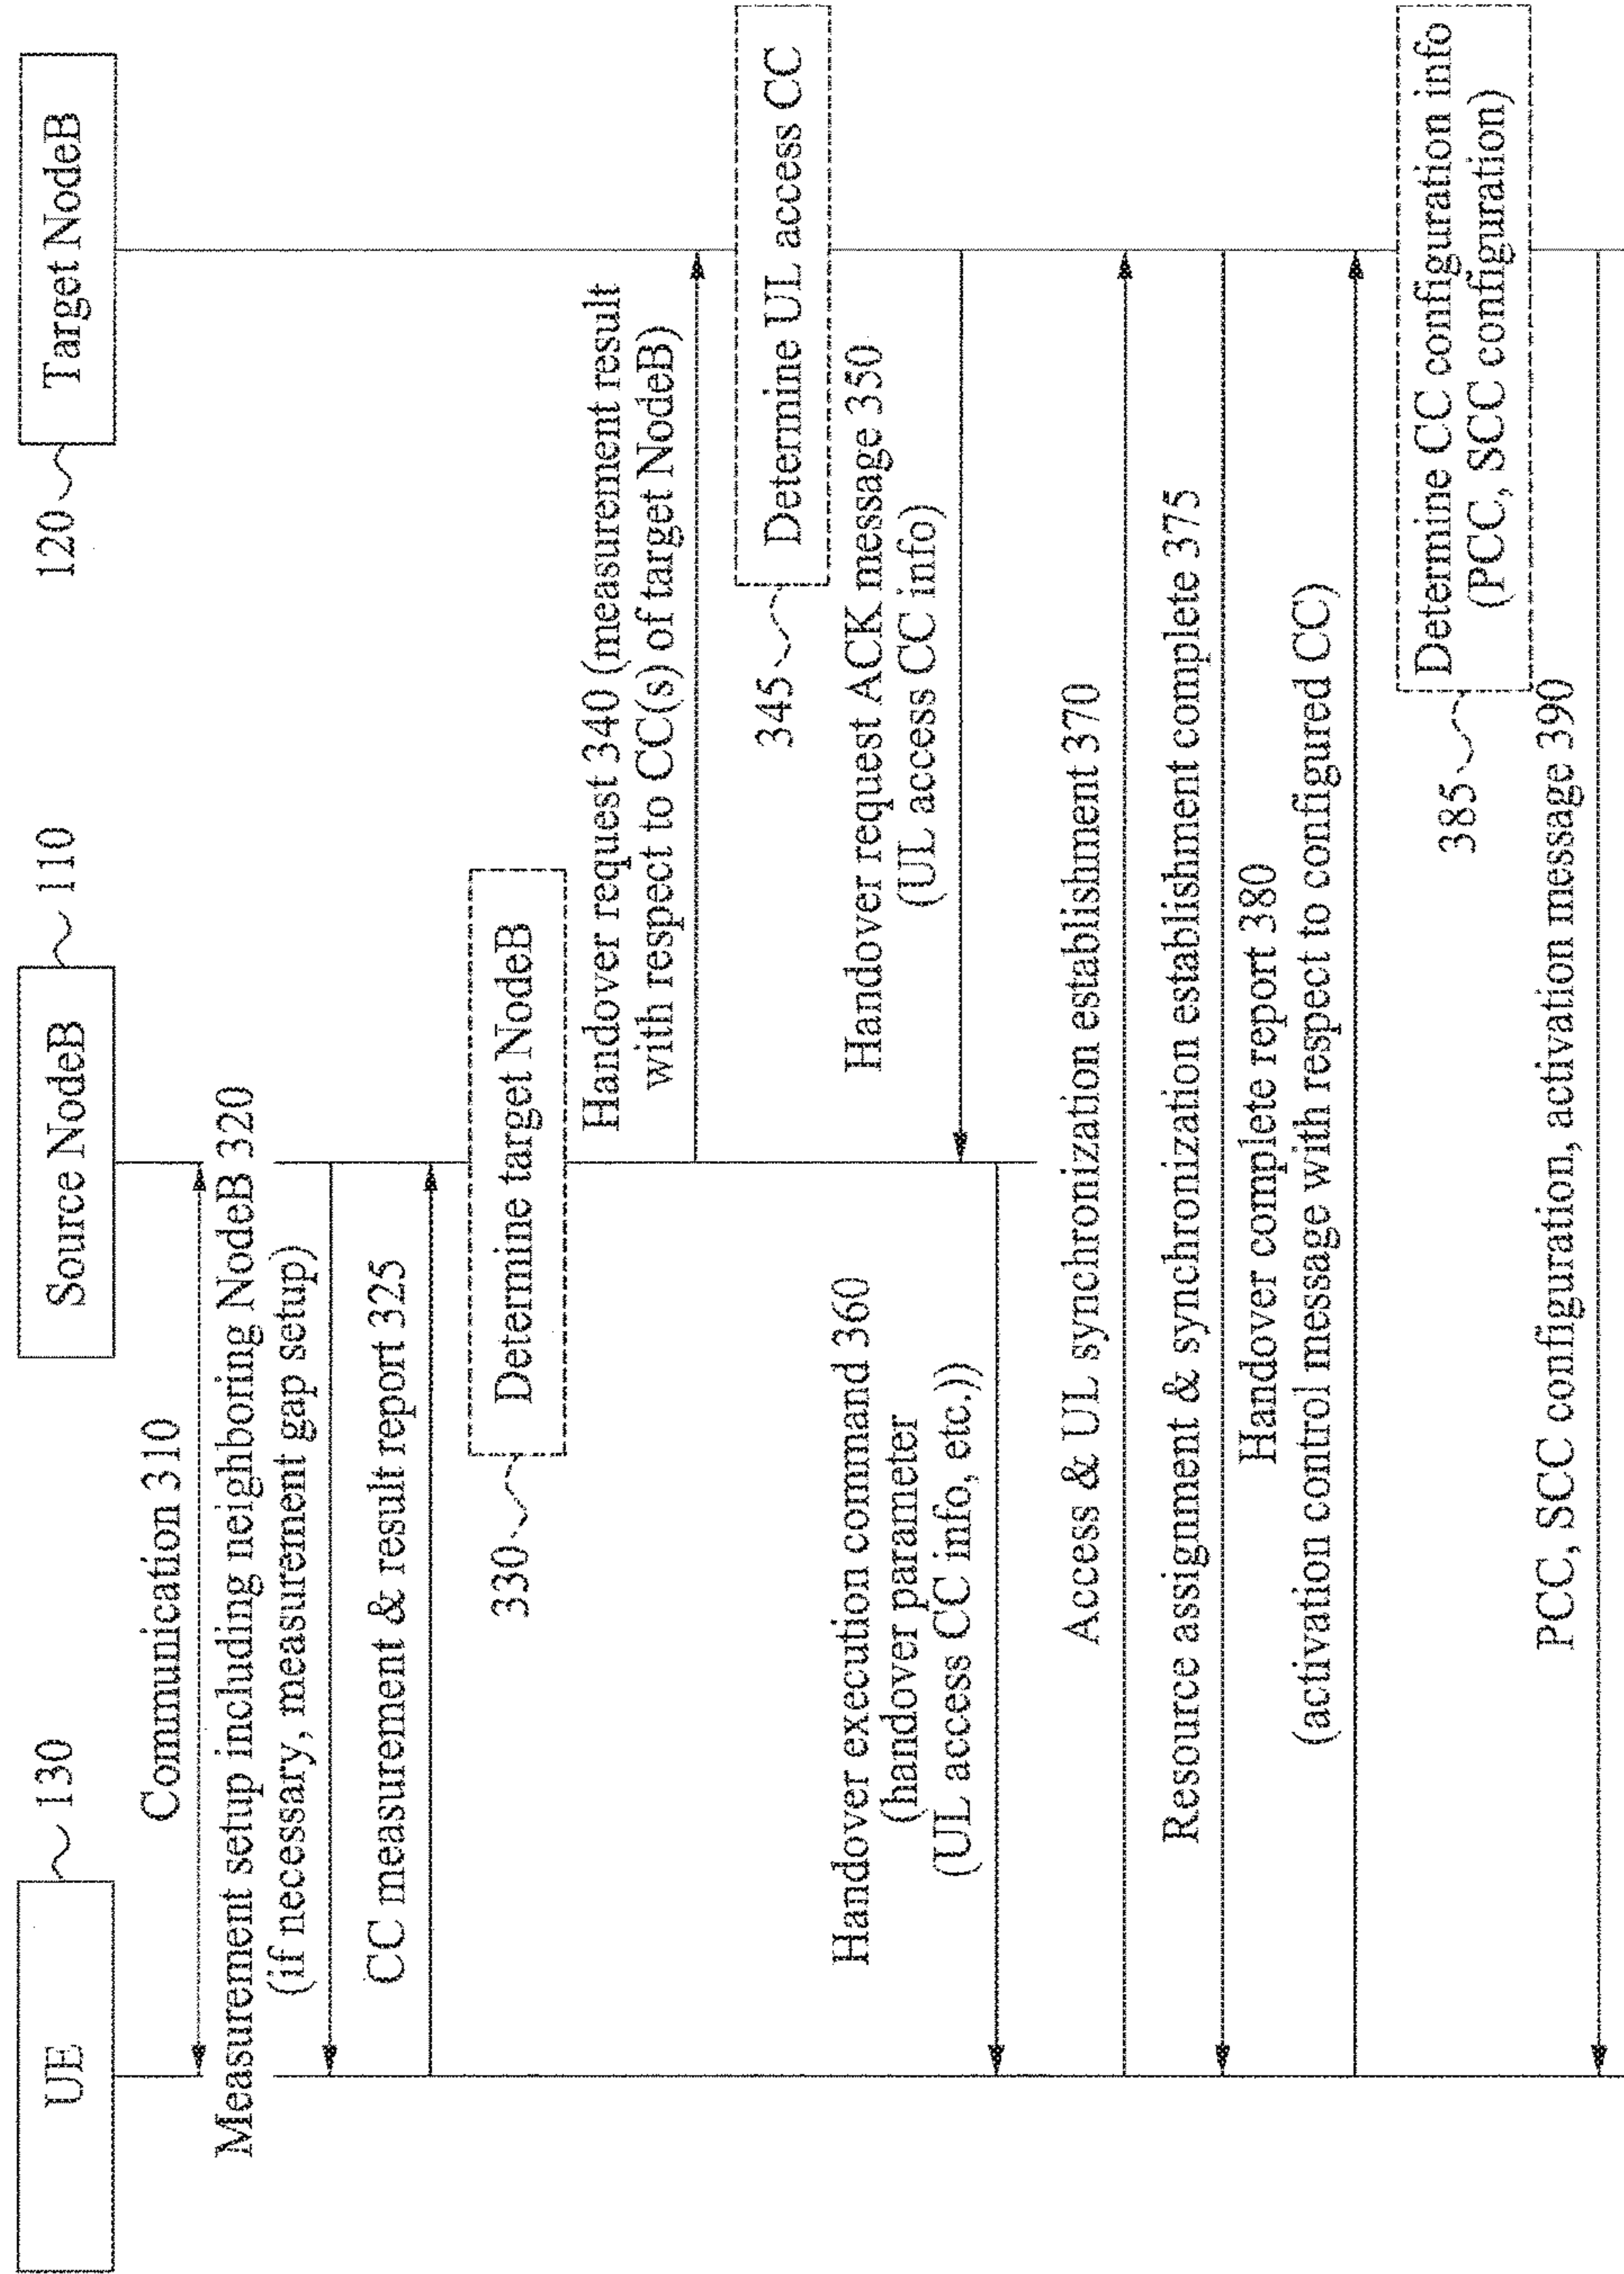 UE
130
Source NodeB
110
120
Target NodeB
Communication 310
Measurement setup including neighboring NodeB 320
(if necessary, measurement gap setup)
CC measurement & result report 325
330
Determine target NodeB
Handover request 340 (measurement result
with respect to CC(s) of target NodeB)
345
Determine UL access CC
Handover request ACK message 350
(UL access CC info)
Handover execution command 360
(handover parameter
(UL access CC info, etc.))
Access & UL synchronization establishment 370
Resource assignment & synchronization establishment complete 375
Handover complete report 380
(activation control message with respect to configured CC)
385
Determine CC configuration info
(PCC, SCC configuration)
PCC, SCC configuration, activation message 390